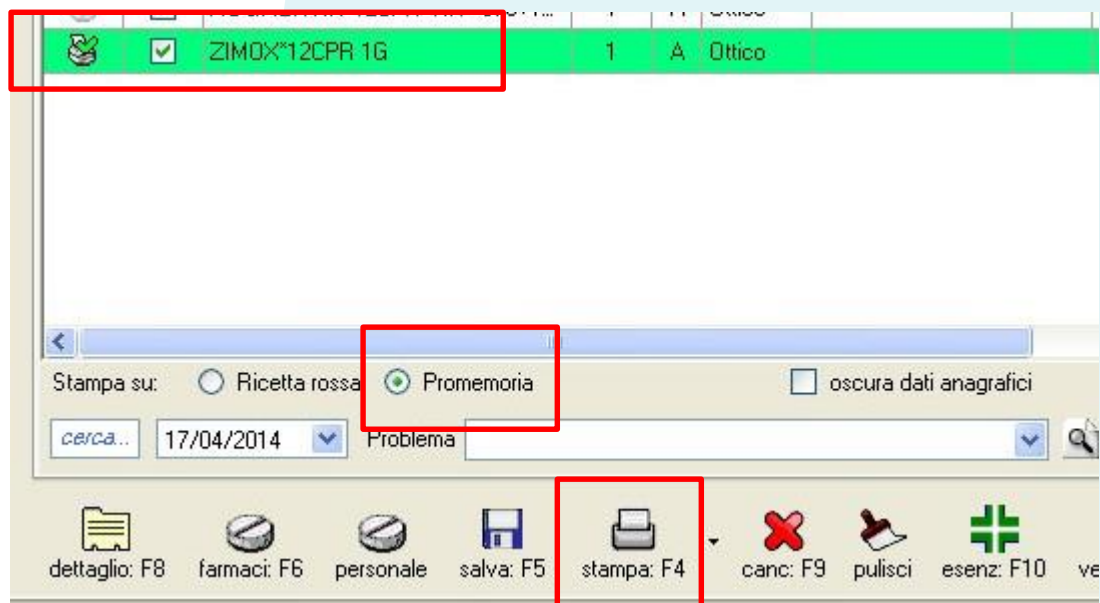 ZIMOX*12CPR 1G 1 A Ottico
Stampa su: Ricetta rossa Promemoria oscura dati anagrafici
cerca... 17/04/2014 Problema
dettaglio: F8 farmaci: F6 personale salva: F5 stampa: F4 canc: F9 pulisci esenz: F10